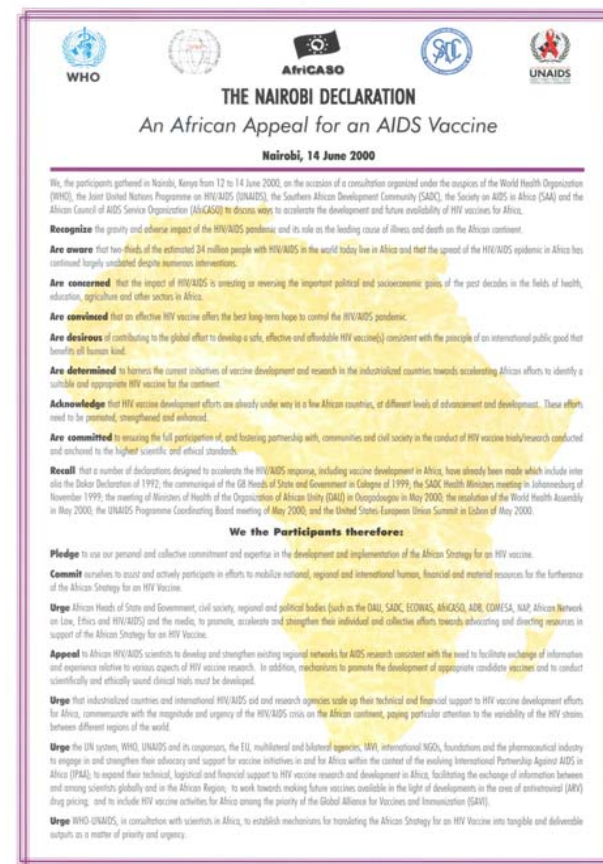 WHO
AfriCASO
SADC
UNAIDS
THE NAIROBI DECLARATION
An African Appeal for an AIDS Vaccine
Nairobi, 14 June 2000
We, the participants gathered in Nairobi, Kenya from 12 to 14 June 2000, on the occasion of a consultation organized under the auspices of the World Health Organization
(WHO), the Joint United Nations Programme on HIV/AIDS (UNAIDS), the Southern African Development Community (SADC), the Society on AIDS in Africa (SAA) and the
African Council of AIDS Service Organization (AfriCASO) to discuss ways to accelerate the development and future availability of HIV vaccines for Africa.
Recognize the gravity and adverse impact of the HIV/AIDS pandemic and its role as the leading cause of illness and death on the African continent.
Are aware that two-thirds of the estimated 34 million people with HIV/AIDS in the world today live in Africa and that the spread of the HIV/AIDS epidemic in Africa has
continued largely unabated despite numerous interventions.
Are concerned that the impact of HIV/AIDS is arresting or reversing the important political and socioeconomic gains of the past decades in the fields of health,
education, agriculture and other sectors in Africa.
Are convinced that an effective HIV vaccine offers the best long-term hope to control the HIV/AIDS pandemic.
Are desirous of contributing to the global effort to develop a safe, effective and affordable HIV vaccine(s) consistent with the principle of an international public good that
benefits all human kind.
Are determined to harness the current initiatives of vaccine development and research in the industrialized countries towards accelerating African efforts to identify a
suitable and appropriate HIV vaccine for the continent.
Acknowledge that HIV vaccine development efforts are already under way in a few African countries, at different levels of advancement and development. These efforts
need to be promoted, strengthened and enhanced.
Are committed to ensuring the full participation of, and fostering partnership with, communities and civil society in the conduct of HIV vaccine trials/research conducted
and anchored to the highest scientific and ethical standards.
Recall that a number of declarations designed to accelerate the HIV/AIDS response, including vaccine development in Africa, have already been made which include inter
alia the Dakar Declaration of 1992; the communiqué of the G8 Heads of State and Government in Cologne of 1999; the SADC Health Ministers meeting in Johannesburg of
November 1999; the meeting of Ministers of Health of the Organization of African Unity (OAU) in Ouagadougou in May 2000; the resolution of the World Health Assembly
in May 2000; the UNAIDS Programme Coordinating Board meeting of May 2000; and the United States-European Union Summit in Lisbon of May 2000.
We the Participants therefore:
Pledge to use our personal and collective commitment and expertise in the development and implementation of the African Strategy for an HIV vaccine.
Commit ourselves to assist and actively participate in efforts to mobilize national, regional and international human, financial and material resources for the furtherance
of the African Strategy for an HIV Vaccine.
Urge African Heads of State and Government, civil society, regional and political bodies (such as the OAU, SADC, ECOWAS, AfriCASO, ADB, COMESA, NAP, African Network
on Law, Ethics and HIV/AIDS) and the media, to promote, accelerate and strengthen their individual and collective efforts towards advocating and directing resources in
support of the African Strategy for an HIV Vaccine.
Appeal to African HIV/AIDS scientists to develop and strengthen existing regional networks for AIDS research consistent with the need to facilitate exchange of information
and experience relative to various aspects of HIV vaccine research. In addition, mechanisms to promote the development of appropriate candidate vaccines and to conduct
scientifically and ethically sound clinical trials must be developed.
Urge that industrialized countries and international HIV/AIDS aid and research agencies scale up their technical and financial support to HIV vaccine development efforts
for Africa, commensurate with the magnitude and urgency of the HIV/AIDS crisis on the African continent, paying particular attention to the variability of the HIV strains
between different regions of the world.
Urge the UN system, WHO, UNAIDS and its cosponsors, the EU, multilateral and bilateral agencies, IAVI, international NGOs, foundations and the pharmaceutical industry
to engage in and strengthen their advocacy and support for vaccine initiatives in and for Africa within the context of the evolving International Partnership Against AIDS in
Africa (IPAA); to expand their technical, logistical and financial support to HIV vaccine research and development in Africa, facilitating the exchange of information between
and among scientists globally and in the African Region; to work towards making future vaccines available in the light of developments in the area of antiretroviral (ARV)
drug pricing; and to include HIV vaccine activities for Africa among the priority of the Global Alliance for Vaccines and Immunization (GAVI).
Urge WHO-UNAIDS, in consultation with scientists in Africa, to establish mechanisms for translating the African Strategy for an HIV Vaccine into tangible and deliverable
outputs as a matter of priority and urgency.